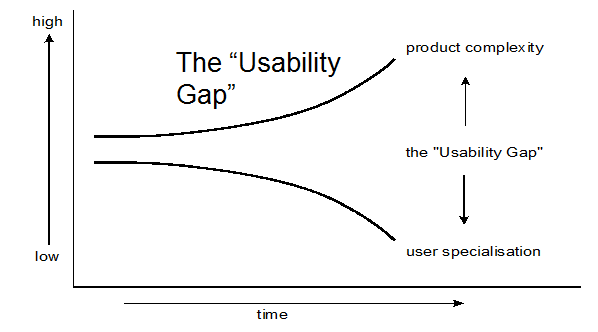 high
The “Usability
Gap”
product complexity
the "Usability Gap"
low
user specialisation
time